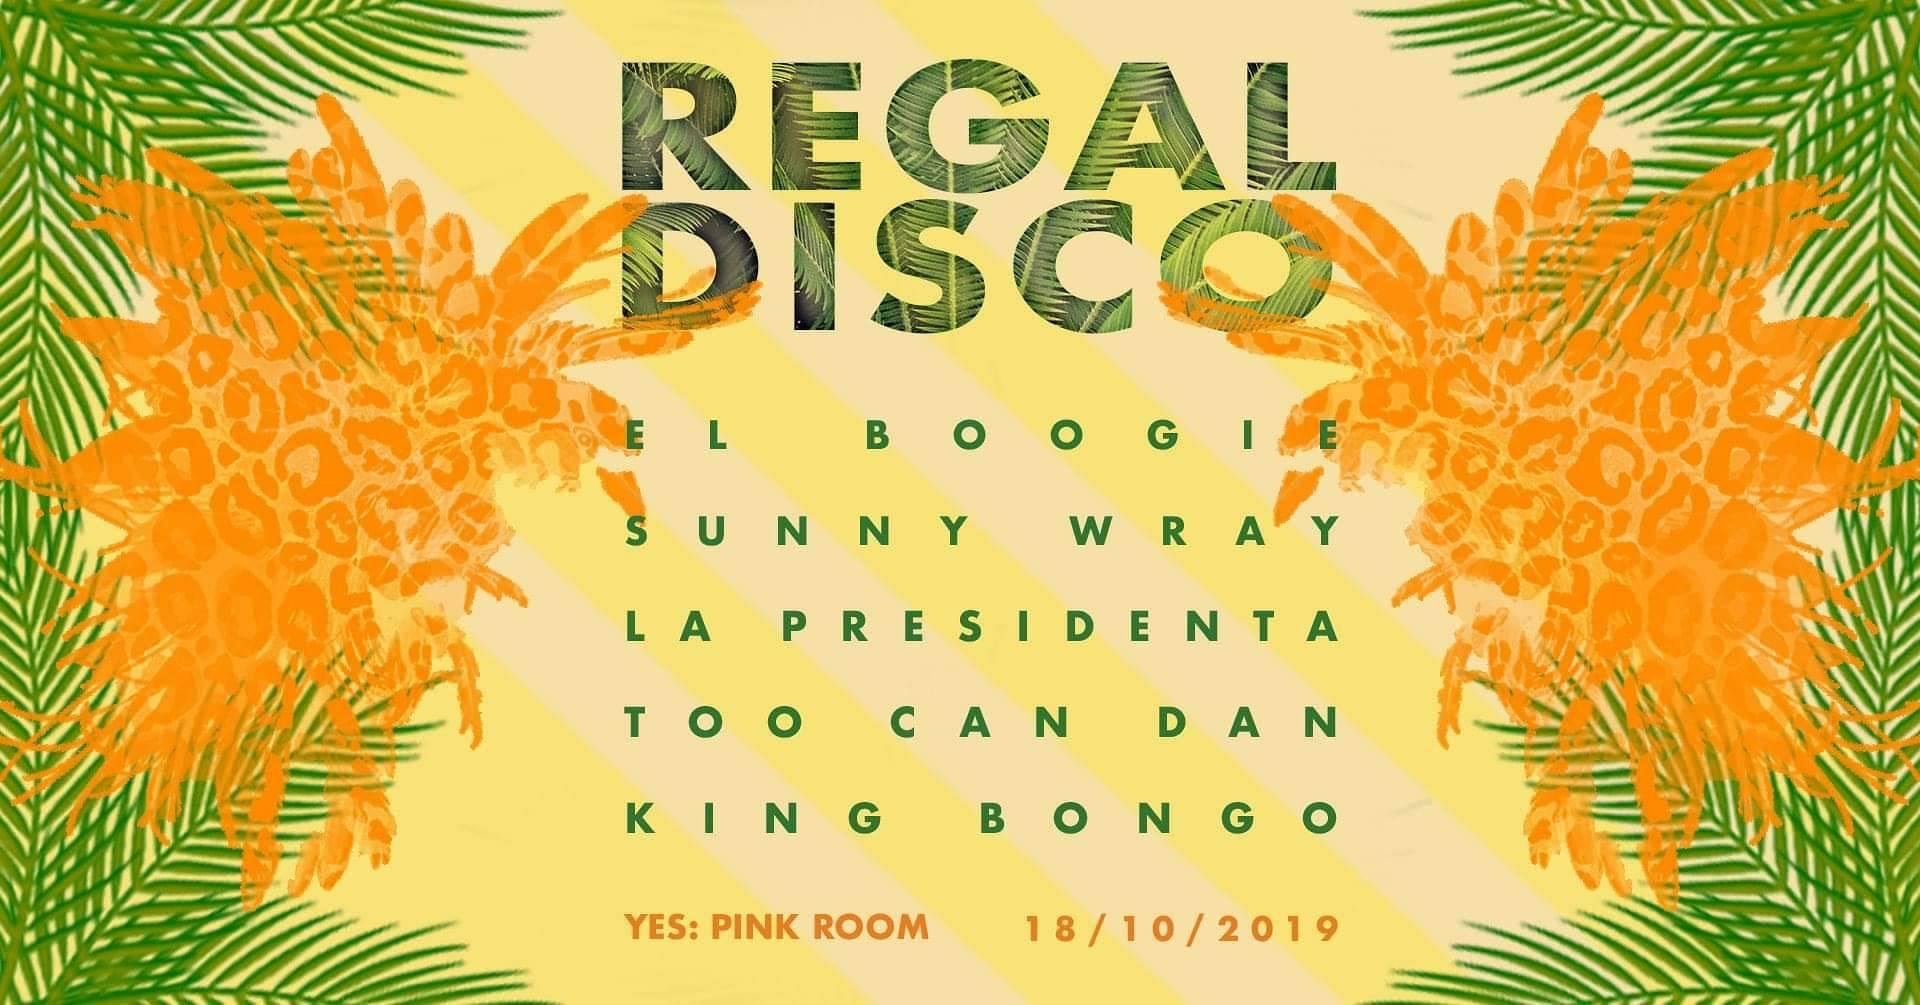 REGAL
DISCO
EL BOOGIE
SUNNY WRAY
LA PRESIDENTA
TOO CAN DAN
KING BONGO
YES: PINK ROOM 18/10/2019